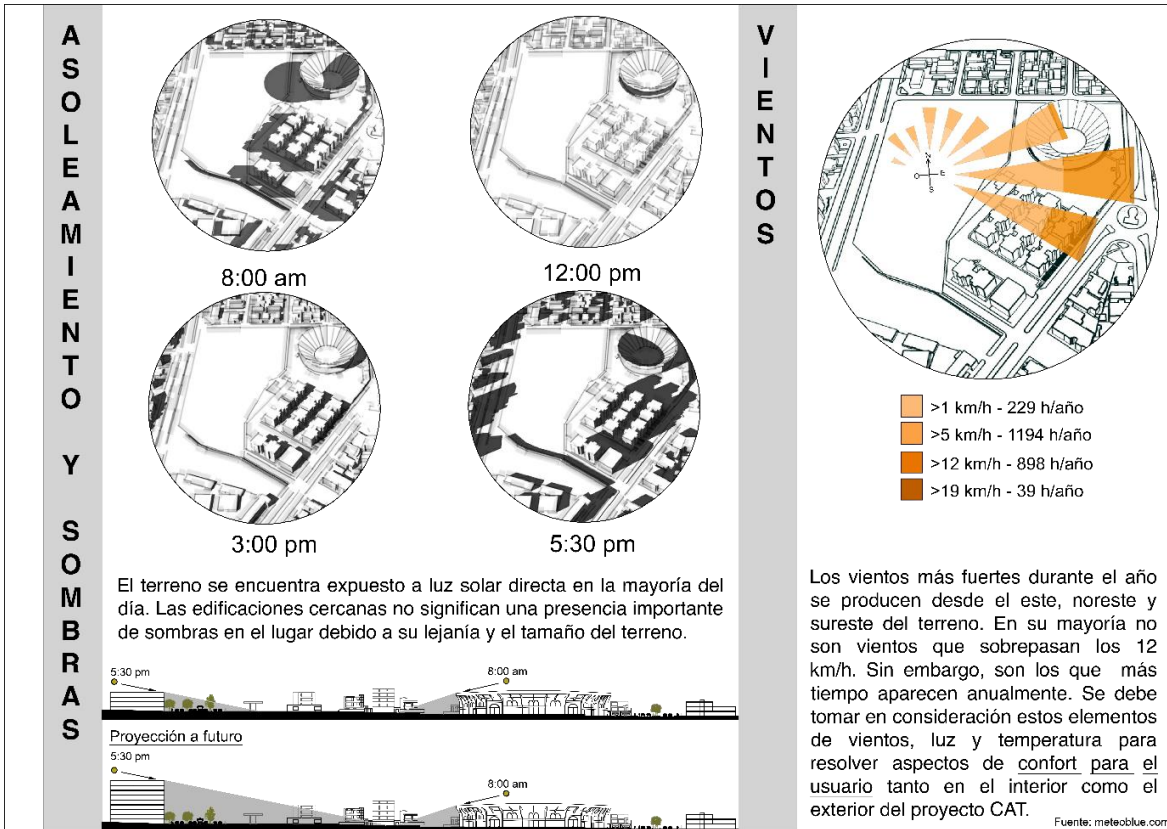 ASOLEAMIENTO Y SOMBRAS
8:00 am
12:00 pm
3:00 pm
5:30 pm
El terreno se encuentra expuesto a luz solar directa en la mayoría del
día. Las edificaciones cercanas no significan una presencia importante
de sombras en el lugar debido a su lejanía y el tamaño del terreno.
5:30 pm
8:00 am
Proyección a futuro
5:30 pm
8:00 am
VIENTOS
N
O
E
S
>1 km/h - 229 h/año
>5 km/h - 1194 h/año
>12 km/h - 898 h/año
>19 km/h - 39 h/año
Los vientos más fuertes durante el año
se producen desde el este, noreste y
sureste del terreno. En su mayoría no
son vientos que sobrepasan los 12
km/h. Sin embargo, son los que más
tiempo aparecen anualmente. Se debe
tomar en consideración estos elementos
de vientos, luz y temperatura para
resolver aspectos de confort para el
usuario tanto en el interior como el
exterior del proyecto CAT.
Fuente: meteoblue.com